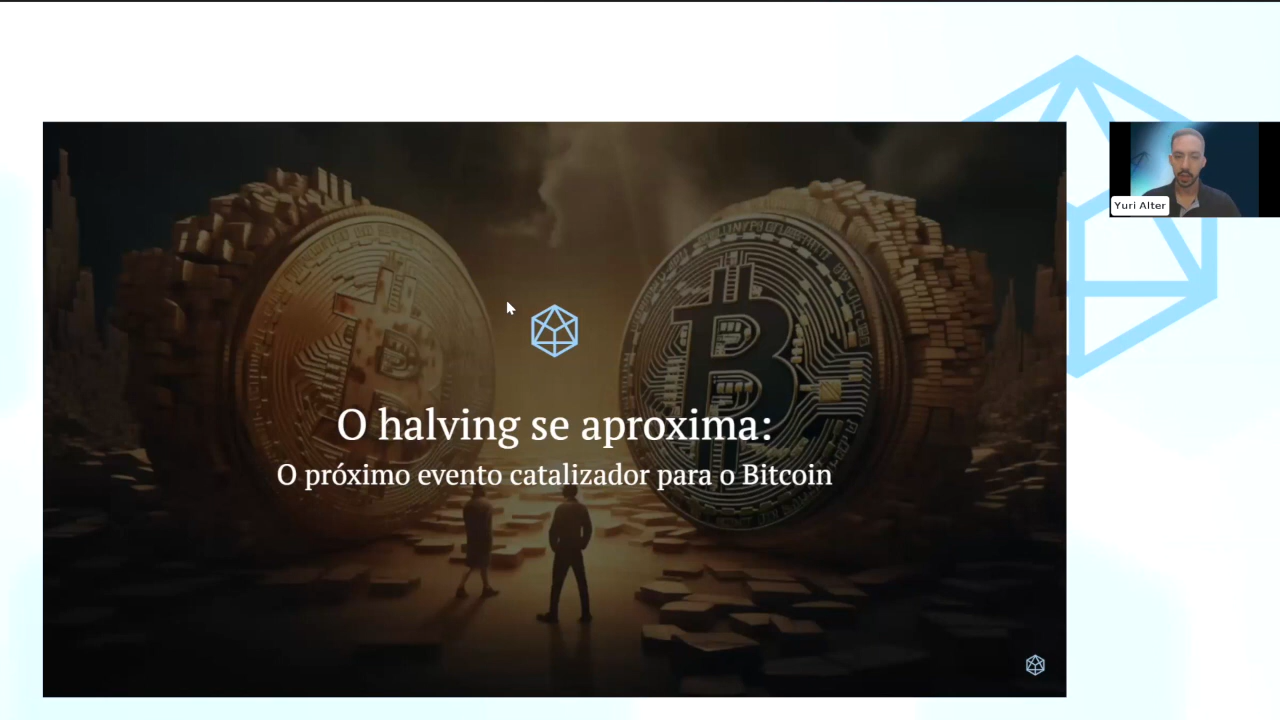 O halving se aproxima:
O próximo evento catalizador para o Bitcoin
Yuri Alter